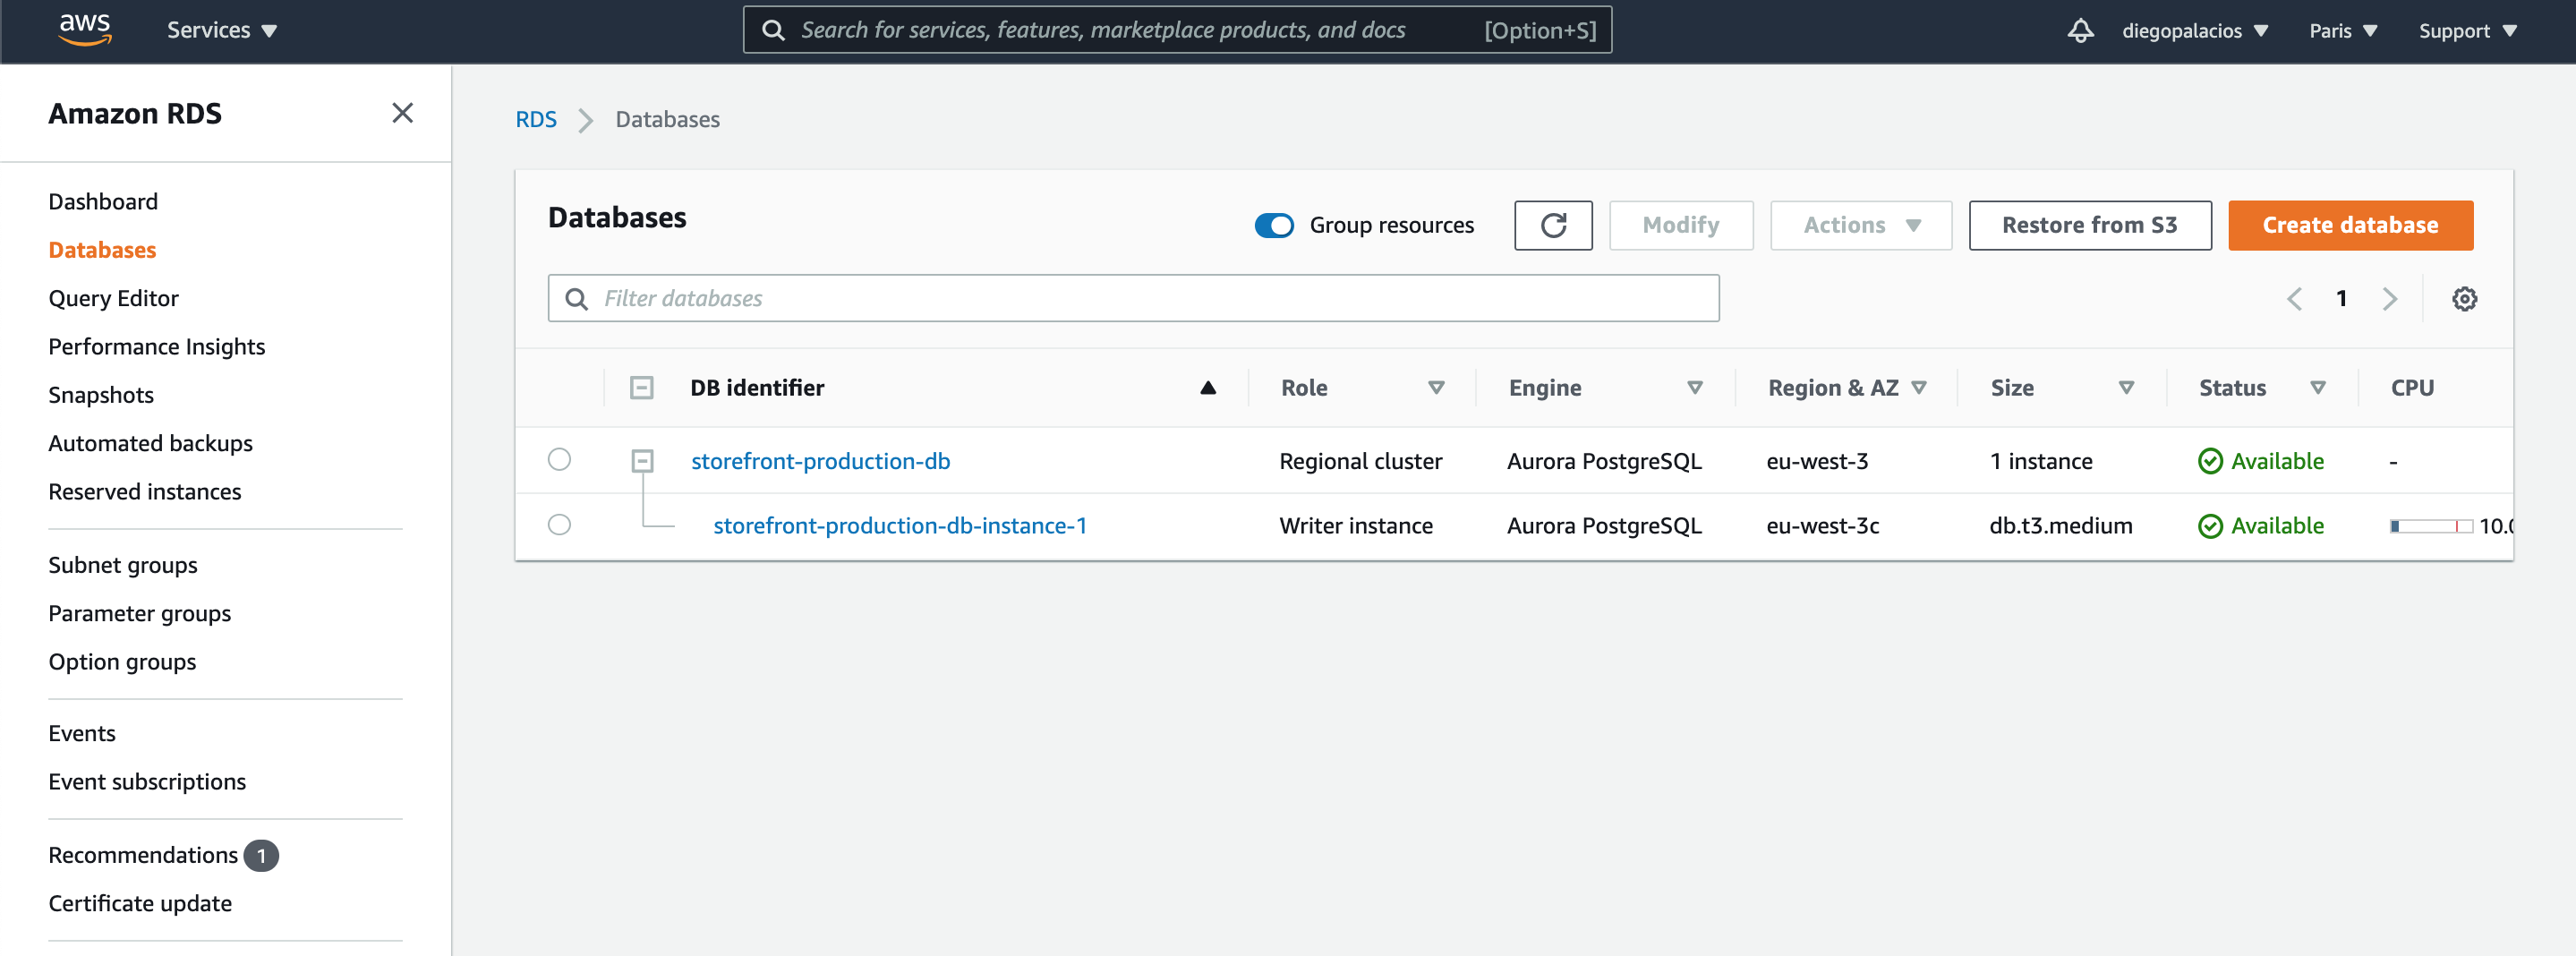 aws Services Search for services, features, marketplace products, and docs [Option+S] diegopalacios Paris Support
Amazon RDS
Dashboard
Databases
Query Editor
Performance Insights
Snapshots
Automated backups
Reserved instances
Subnet groups
Parameter groups
Option groups
Events
Event subscriptions
Recommendations 1
Certificate update
RDS Databases
Databases Group resources Modify Actions Restore from S3 Create database
Filter databases 1
DB identifier Role Engine Region & AZ Size Status CPU
storefront-production-db Regional cluster Aurora PostgreSQL eu-west-3 1 instance Available -
storefront-production-db-instance-1 Writer instance Aurora PostgreSQL eu-west-3c db.t3.medium Available